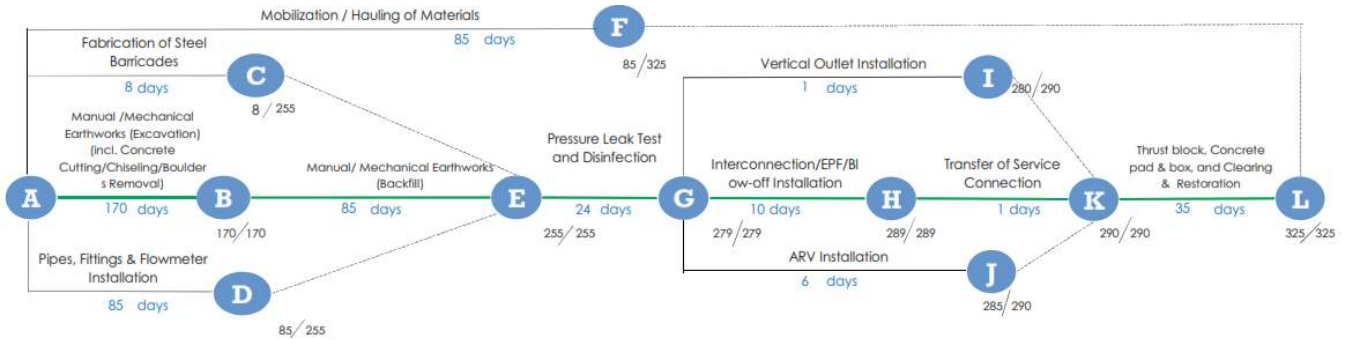 Mobilization / Hauling of Materials
85 days
F
85/325
Fabrication of Steel
Barricades
8 days
C
8/255
Vertical Outlet Installation
1 days
I
280/290
Manual /Mechanical
Earthworks (Excavation)
(incl. Concrete
Cutting/Chiseling/Boulder
s Removal)
170 days
A
B
170/170
Manual/ Mechanical Earthworks
(Backfill)
85 days
E
255/255
Pressure Leak Test
and Disinfection
24 days
G
279/279
Interconnection/EPF/Bl
ow-off Installation
10 days
H
289/289
Transfer of Service
Connection
1 days
K
290/290
Thrust block, Concrete
pad & box, and Clearing
& Restoration
35 days
L
325/325
Pipes, Fittings & Flowmeter
Installation
85 days
D
85/255
ARV Installation
6 days
J
285/290